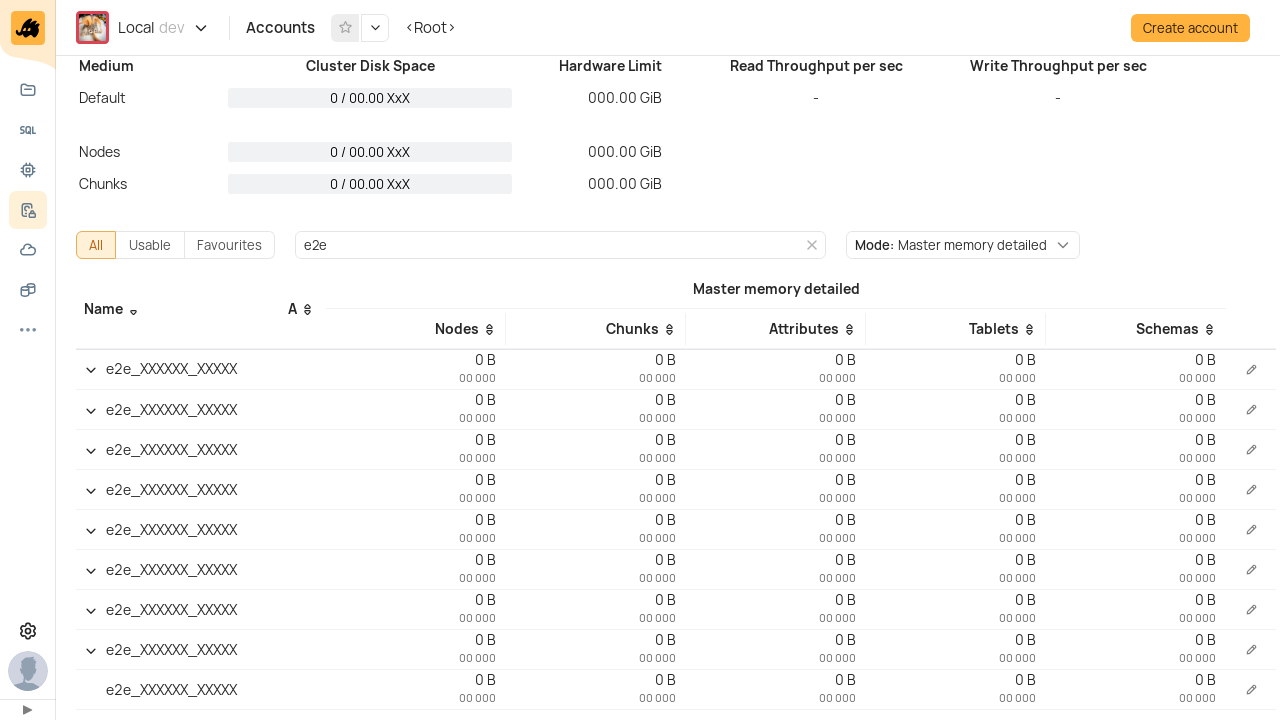 Local dev
Accounts
<Root>
Create account
Medium Cluster Disk Space Hardware Limit Read Throughput per sec Write Throughput per sec
Default 0 / 00.00 XxX 000.00 GiB - -
Nodes 0 / 00.00 XxX 000.00 GiB
Chunks 0 / 00.00 XxX 000.00 GiB
SQL
All Usable Favourites e2e Mode: Master memory detailed
Master memory detailed
Name A
Nodes Chunks Attributes Tablets Schemas
e2e_XXXXXX_XXXXX 0 B 0 B 0 B 0 B 0 B
00 000 00 000 00 000 00 000 00 000
e2e_XXXXXX_XXXXX 0 B 0 B 0 B 0 B 0 B
00 000 00 000 00 000 00 000 00 000
e2e_XXXXXX_XXXXX 0 B 0 B 0 B 0 B 0 B
00 000 00 000 00 000 00 000 00 000
e2e_XXXXXX_XXXXX 0 B 0 B 0 B 0 B 0 B
00 000 00 000 00 000 00 000 00 000
e2e_XXXXXX_XXXXX 0 B 0 B 0 B 0 B 0 B
00 000 00 000 00 000 00 000 00 000
e2e_XXXXXX_XXXXX 0 B 0 B 0 B 0 B 0 B
00 000 00 000 00 000 00 000 00 000
e2e_XXXXXX_XXXXX 0 B 0 B 0 B 0 B 0 B
00 000 00 000 00 000 00 000 00 000
e2e_XXXXXX_XXXXX 0 B 0 B 0 B 0 B 0 B
00 000 00 000 00 000 00 000 00 000
e2e_XXXXXX_XXXXX 0 B 0 B 0 B 0 B 0 B
00 000 00 000 00 000 00 000 00 000